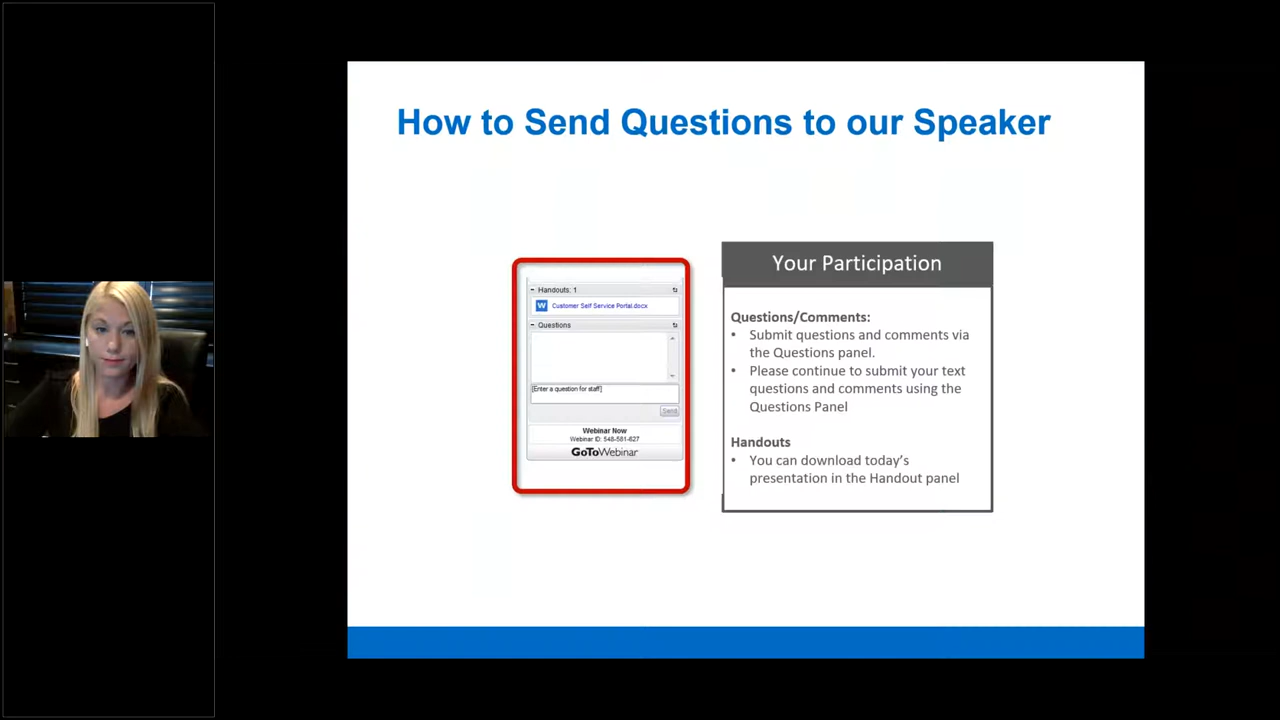 How to Send Questions to our Speaker
Handouts: 1
W Customer Self Service Portal.docx
Questions
[Enter a question for staff]
Send
Webinar Now
Webinar ID: 548-561-627
GoToWebinar
Your Participation
Questions/Comments:
• Submit questions and comments via
the Questions panel.
• Please continue to submit your text
questions and comments using the
Questions Panel
Handouts
• You can download today’s
presentation in the Handout panel